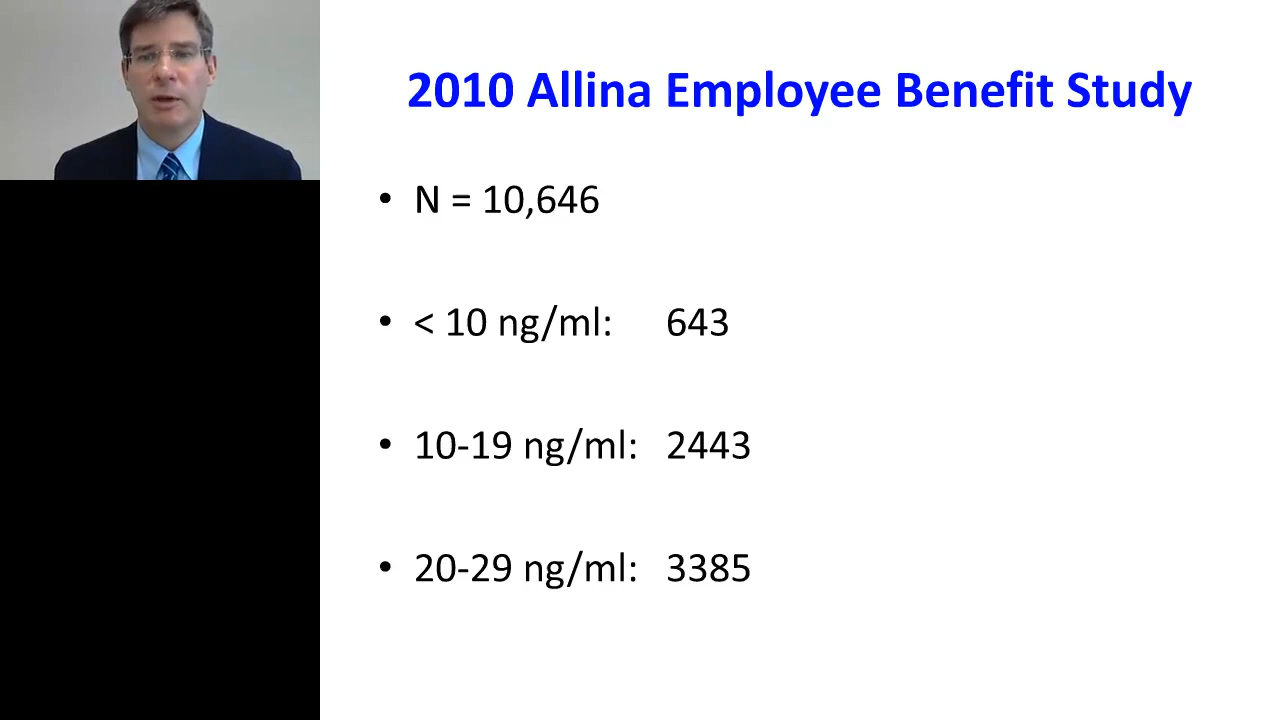 2010 Allina Employee Benefit Study
• N = 10,646
• < 10 ng/ml: 643
• 10-19 ng/ml: 2443
• 20-29 ng/ml: 3385